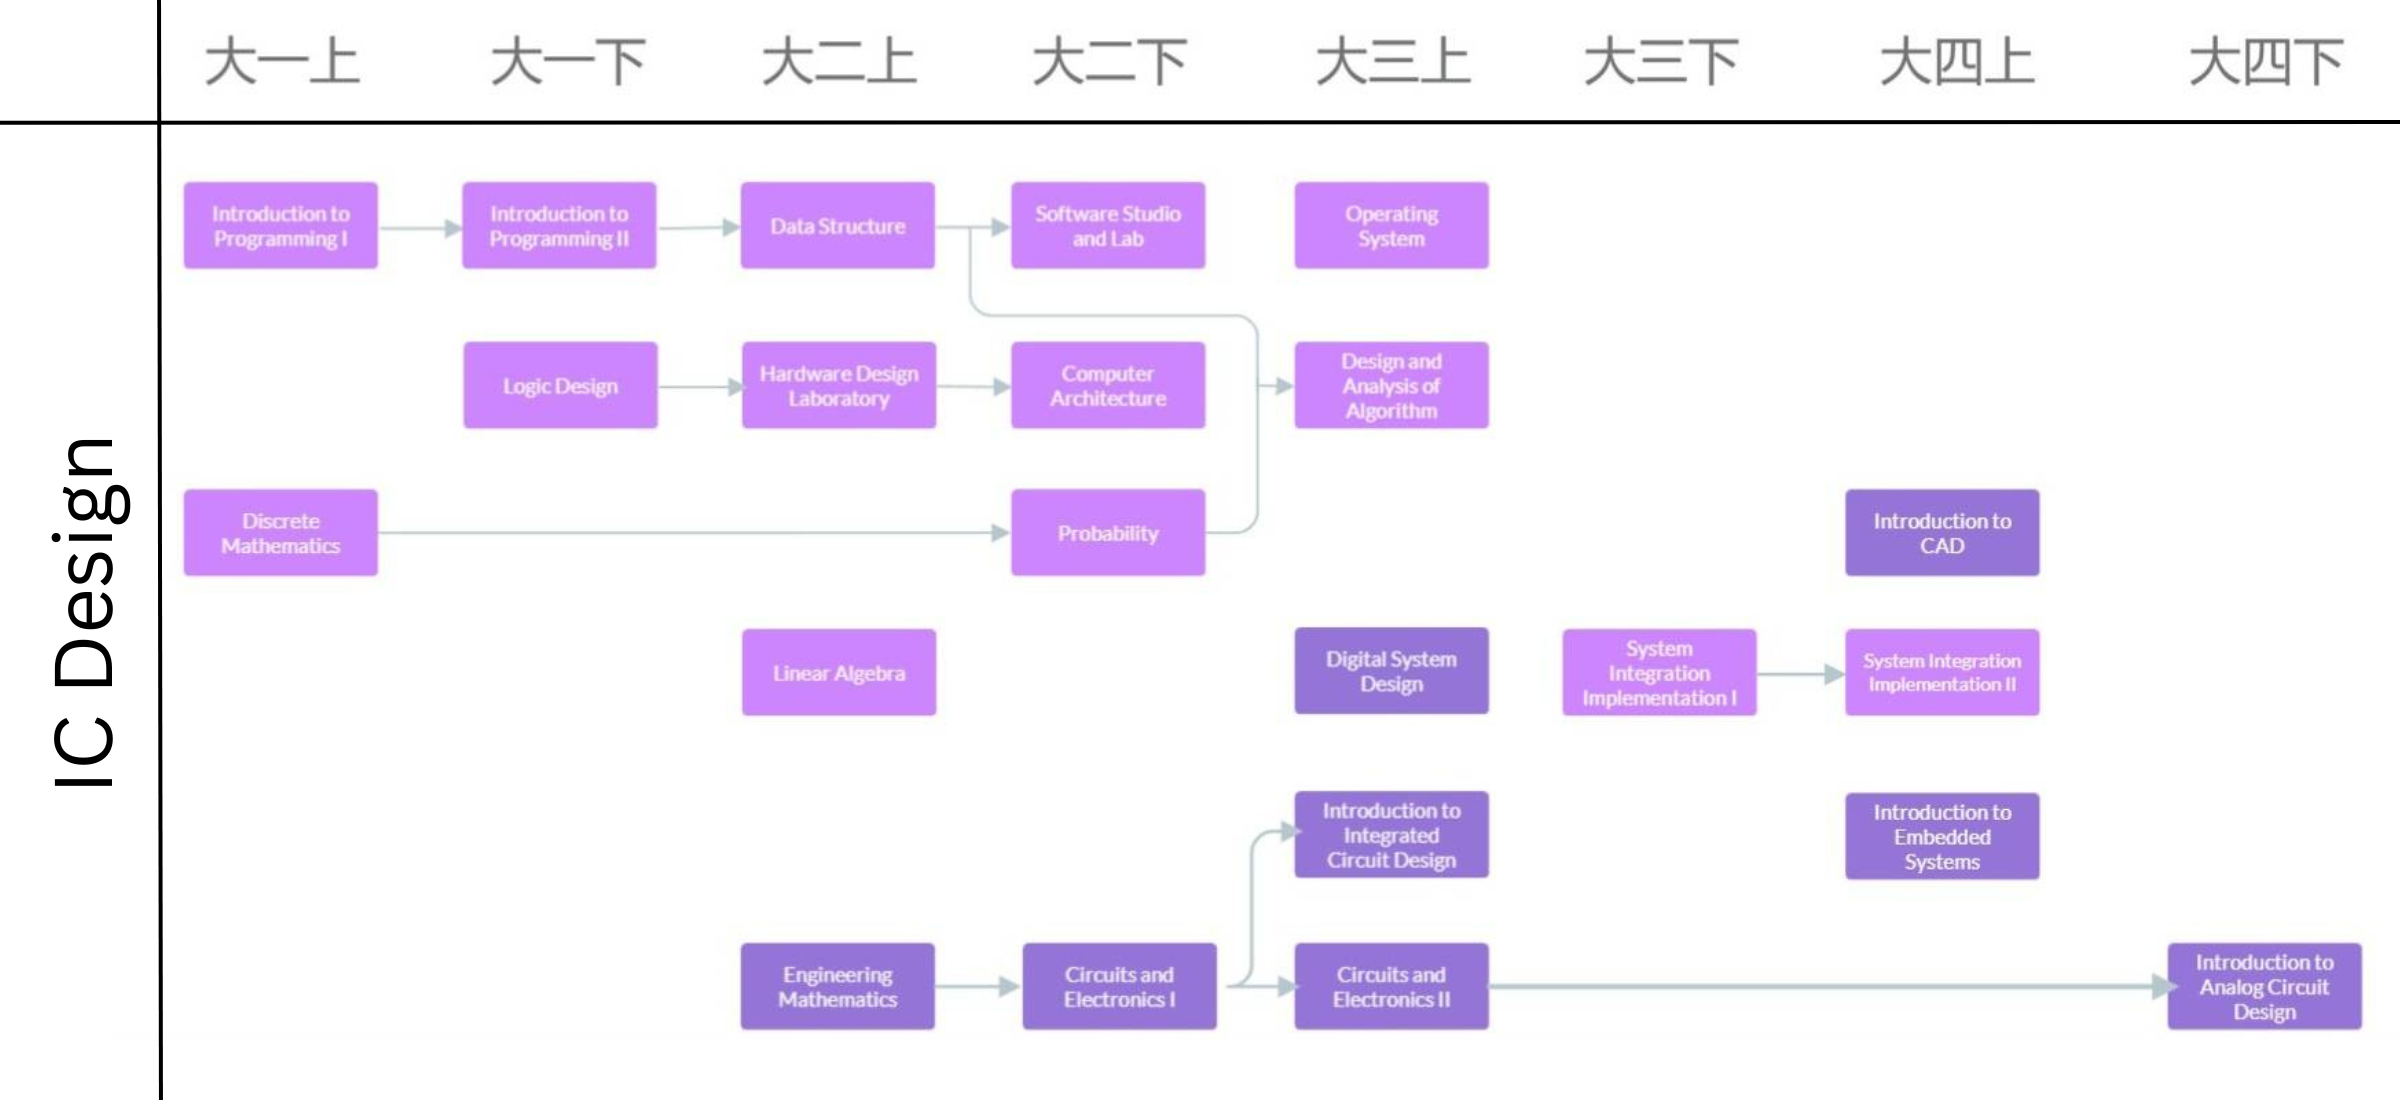 大一上
大一下
大二上
大二下
大三上
大三下
大四上
大四下
IC Design
Introduction to
Programming I
Introduction to
Programming II
Data Structure
Software Studio
and Lab
Operating
System
Logic Design
Hardware Design
Laboratory
Computer
Architecture
Design and
Analysis of
Algorithm
Discrete
Mathematics
Probability
Introduction to
CAD
Linear Algebra
Digital System
Design
System
Integration
Implementation I
System Integration
Implementation II
Introduction to
Integrated
Circuit Design
Introduction to
Embedded
Systems
Engineering
Mathematics
Circuits and
Electronics I
Circuits and
Electronics II
Introduction to
Analog Circuit
Design